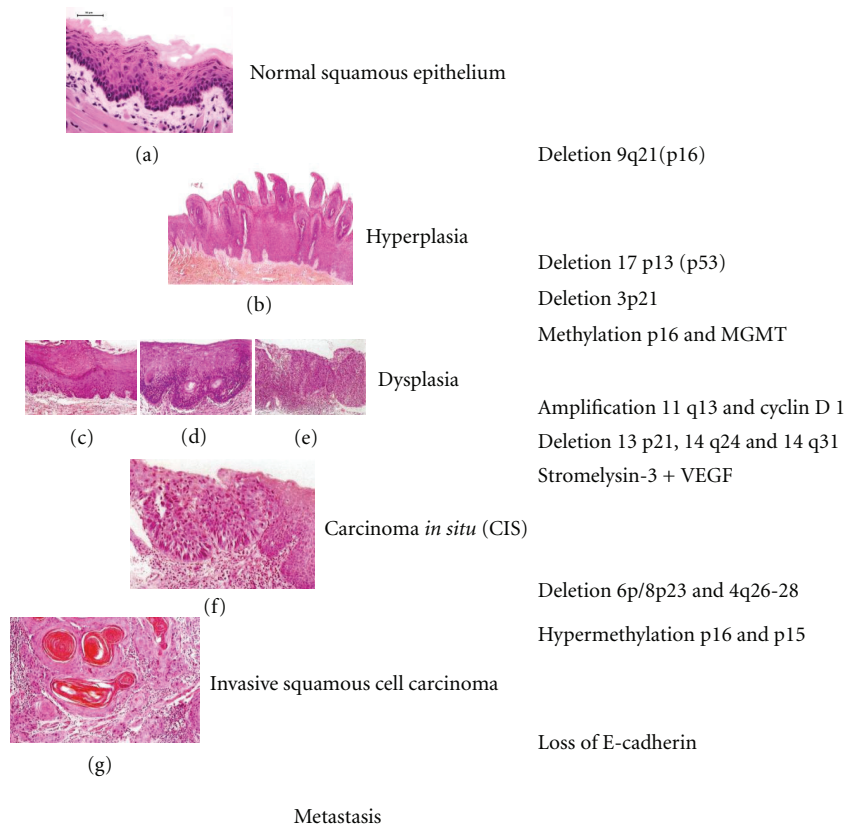 Normal squamous epithelium
(a)
Deletion 9q21(p16)
Hyperplasia
(b)
Deletion 17 p13 (p53)
Deletion 3p21
Methylation p16 and MGMT
Dysplasia
(c)
(d)
(e)
Amplification 11 q13 and cyclin D 1
Deletion 13 p21, 14 q24 and 14 q31
Stromelysin-3 + VEGF
Carcinoma in situ (CIS)
(f)
Deletion 6p/8p23 and 4q26-28
Hypermethylation p16 and p15
Invasive squamous cell carcinoma
(g)
Loss of E-cadherin
Metastasis